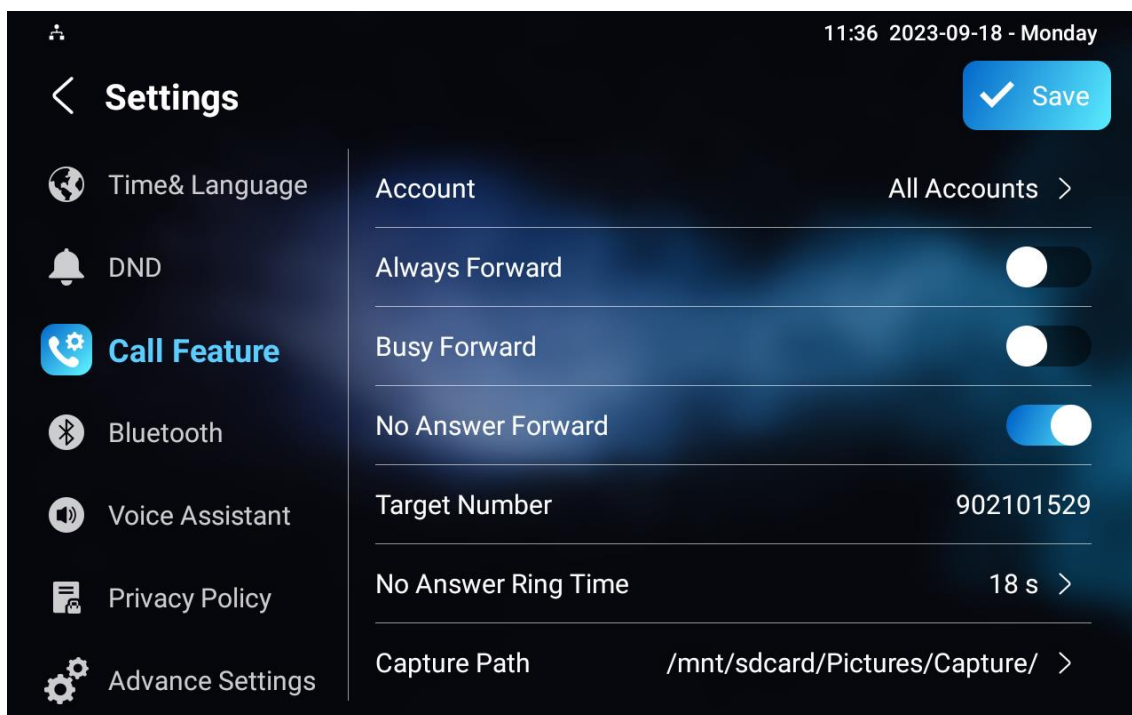 11:36 2023-09-18 - Monday
Settings
Save
Time& Language
DND
Call Feature
Bluetooth
Voice Assistant
Privacy Policy
Advance Settings
Account All Accounts
Always Forward
Busy Forward
No Answer Forward
Target Number 902101529
No Answer Ring Time 18 s
Capture Path /mnt/sdcard/Pictures/Capture/